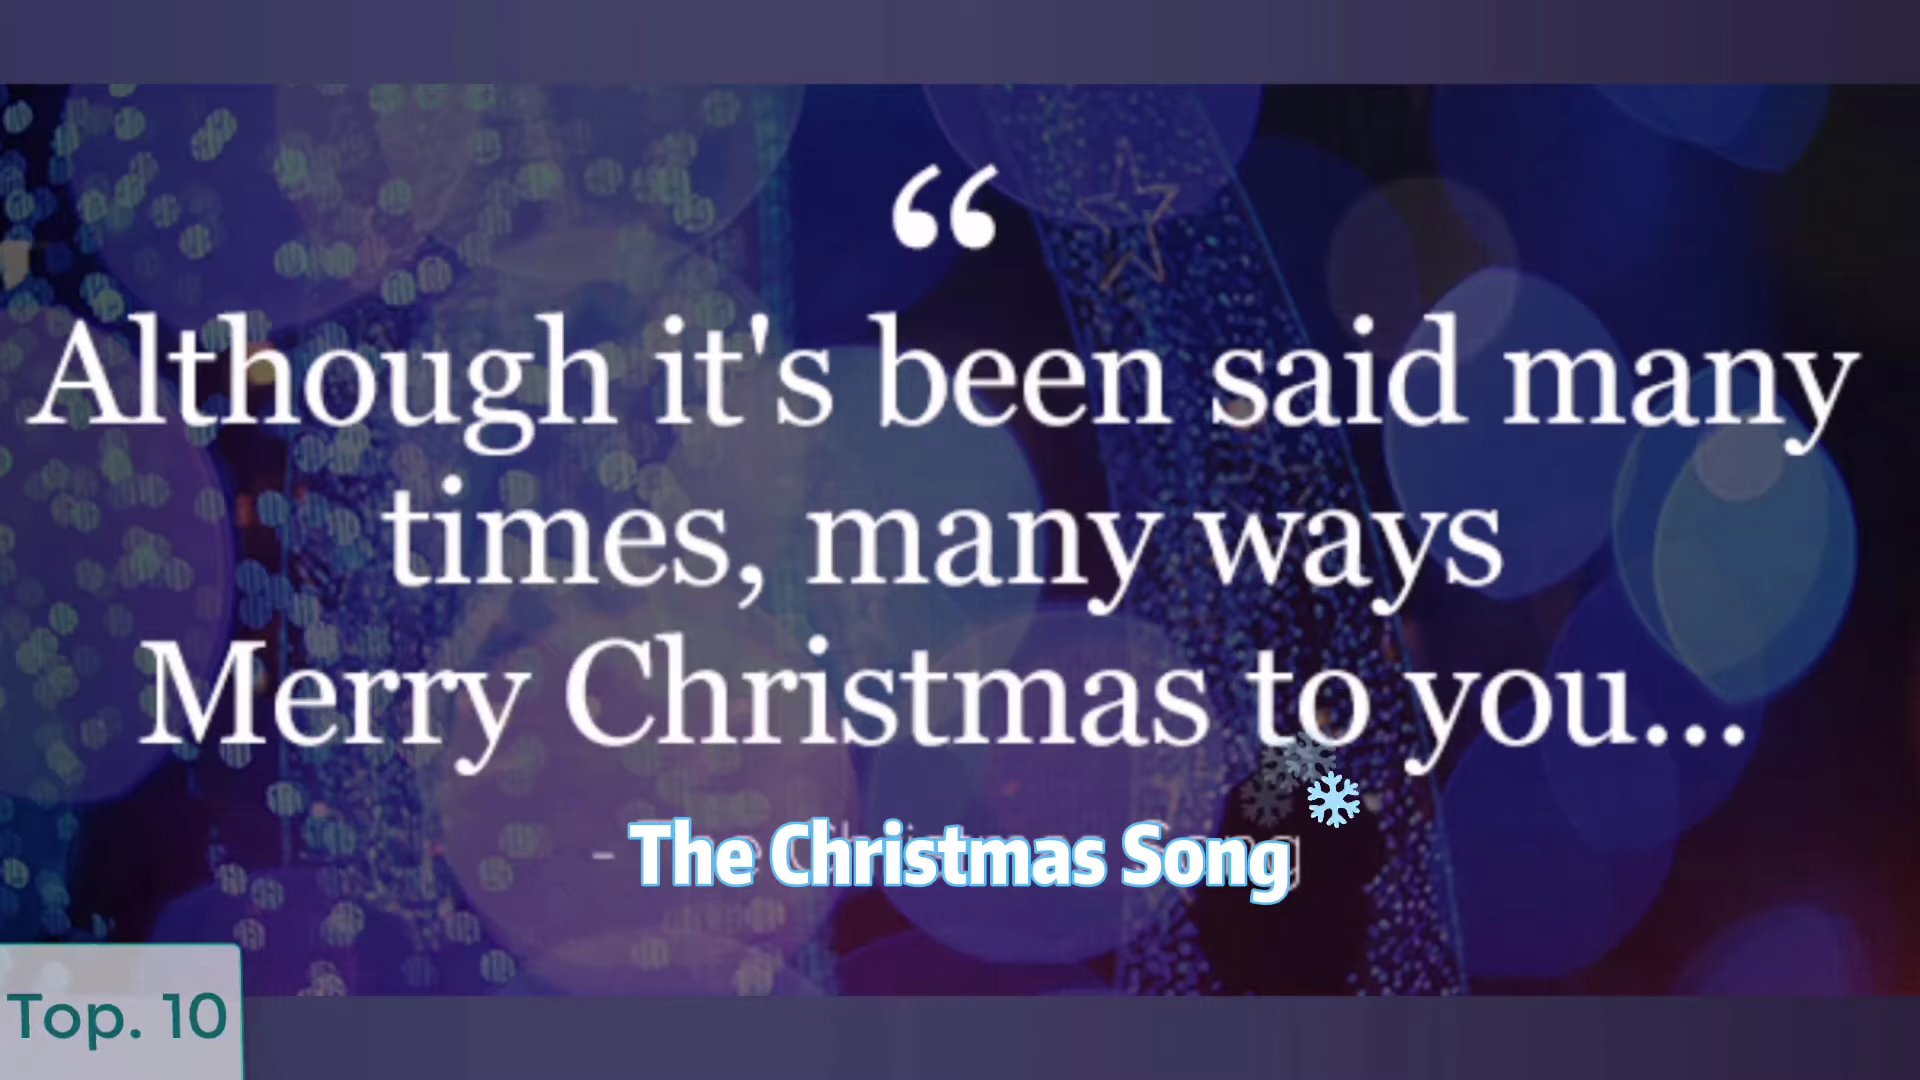 “
Although it's been said many
times, many ways
Merry Christmas to you...
- The Christmas Song
Top. 10